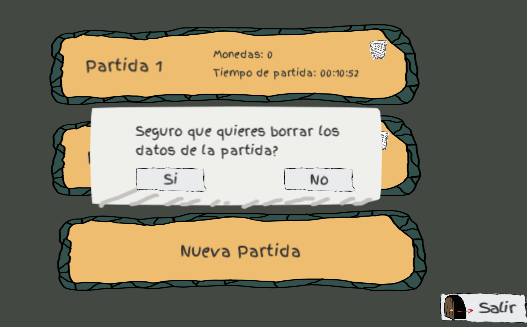 Partida 1
Monedas: 0
Tiempo de partida: 00:10:52
Seguro que quieres borrar los
datos de la partida?
Si
No
Nueva Partida
Salir